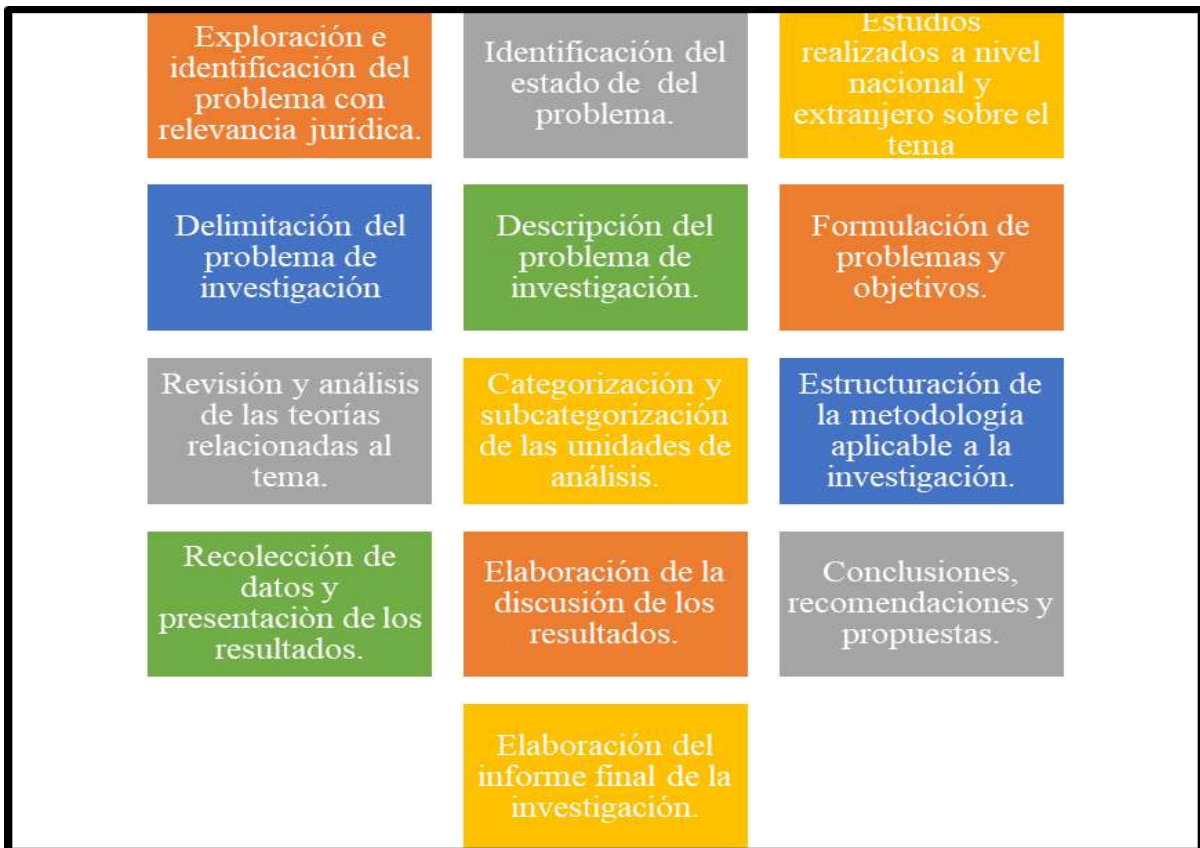 Exploración e
identificación del
problema con
relevancia jurídica.
Identificación del
estado de  del
problema.
Estudios
realizados a nivel
nacional y
extranjero sobre el
tema
Delimitación del
problema de
investigación
Descripción del
problema de
investigación.
Formulación de
problemas y
objetivos.
Revisión y análisis
de las teorías
relacionadas al
tema.
Categorización y
subcategorización
de las unidades de
análisis.
Estructuración de
la metodología
aplicable a la
investigación.
Recolección de
datos y
presentaciòn de los
resultados.
Elaboración de la
discusión de los
resultados.
Conclusiones,
recomendaciones y
propuestas.
Elaboración del
informe final de la
investigación.